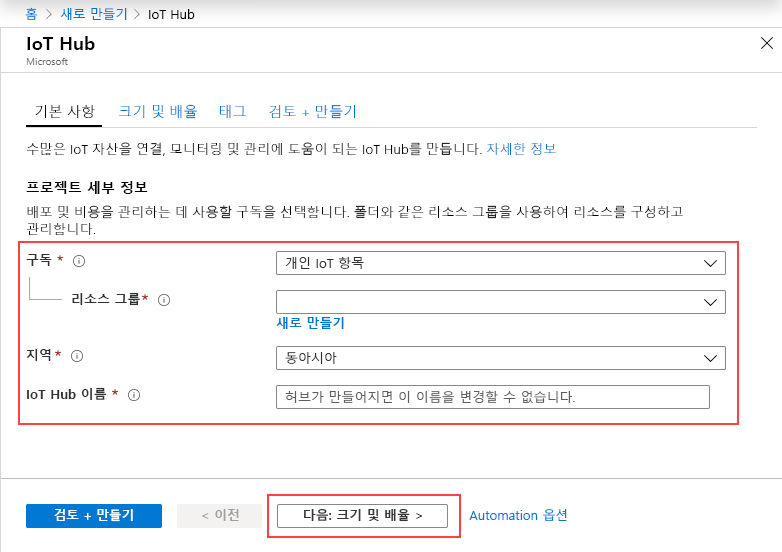 홈 > 새로 만들기 > IoT Hub
IoT Hub
Microsoft
기본 사항 크기 및 배율 태그 검토 + 만들기
수많은 IoT 자산을 연결, 모니터링 및 관리에 도움이 되는 IoT Hub를 만듭니다. 자세한 정보
프로젝트 세부 정보
배포 및 비용을 관리하는 데 사용할 구독을 선택합니다. 폴더와 같은 리소스 그룹을 사용하여 리소스를 구성하고
관리합니다.
구독 * 개인 IoT 항목
리소스 그룹*
새로 만들기
지역* 동아시아
IoT Hub 이름 * 허브가 만들어지면 이 이름을 변경할 수 없습니다.
검토 + 만들기 < 이전 다음: 크기 및 배율 > Automation 옵션